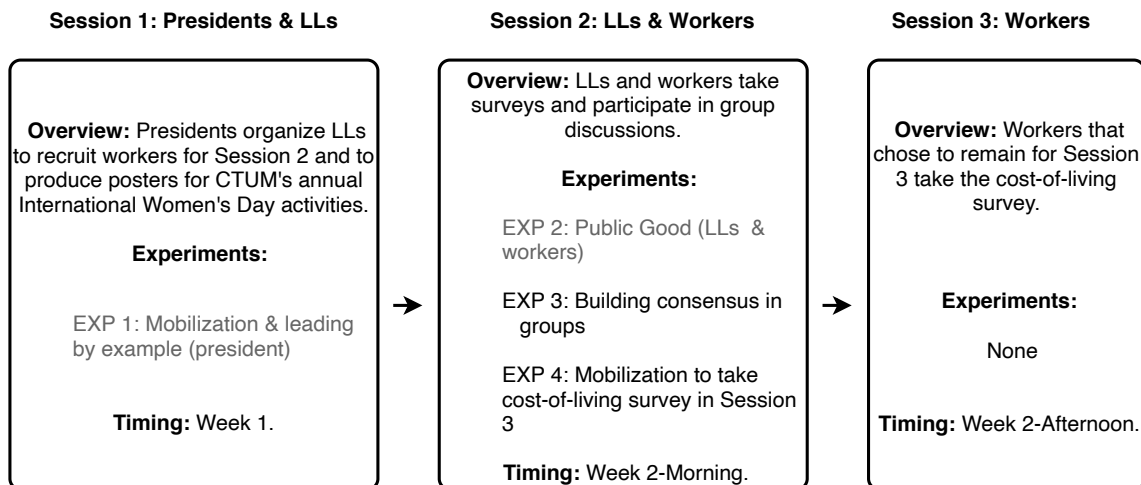 Session 1: Presidents & LLs
Overview: Presidents organize LLs
to recruit workers for Session 2 and to
produce posters for CTUM's annual
International Women's Day activities.
Experiments:
EXP 1: Mobilization & leading
by example (president)
Timing: Week 1.
Session 2: LLs & Workers
Overview: LLs and workers take
surveys and participate in group
discussions.
Experiments:
EXP 2: Public Good (LLs &
workers)
EXP 3: Building consensus in
groups
EXP 4: Mobilization to take
cost-of-living survey in Session
3
Timing: Week 2-Morning.
Session 3: Workers
Overview: Workers that
chose to remain for Session
3 take the cost-of-living
survey.
Experiments:
None
Timing: Week 2-Afternoon.